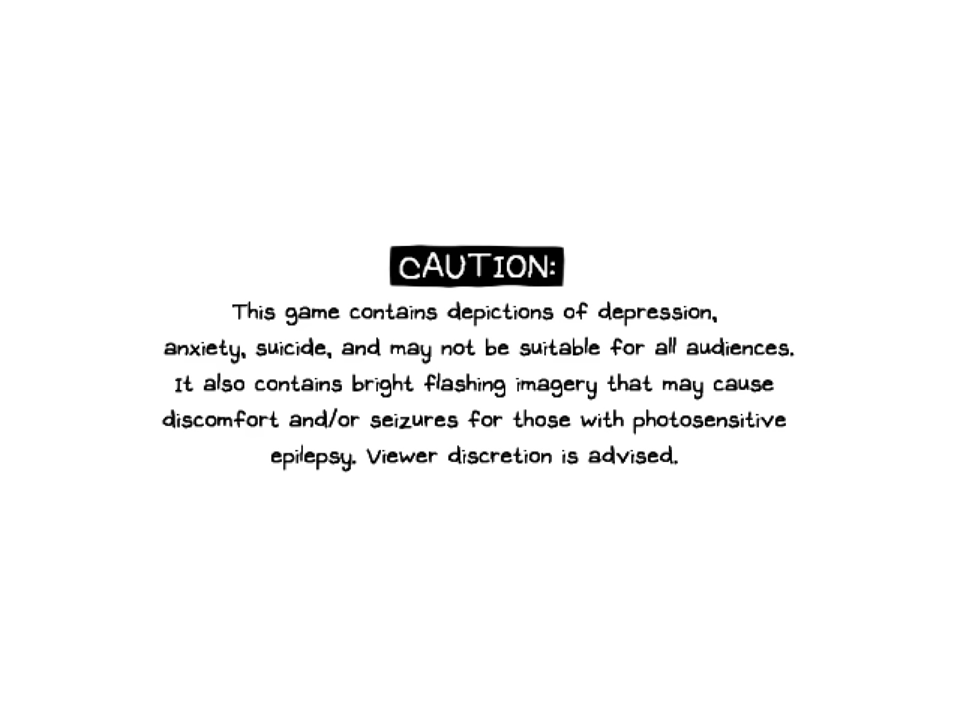 CAUTION:
This game contains depictions of depression,
anxiety, suicide, and may not be suitable for all audiences.
It also contains bright flashing imagery that may cause
discomfort and/or seizures for those with photosensitive
epilepsy. Viewer discretion is advised.